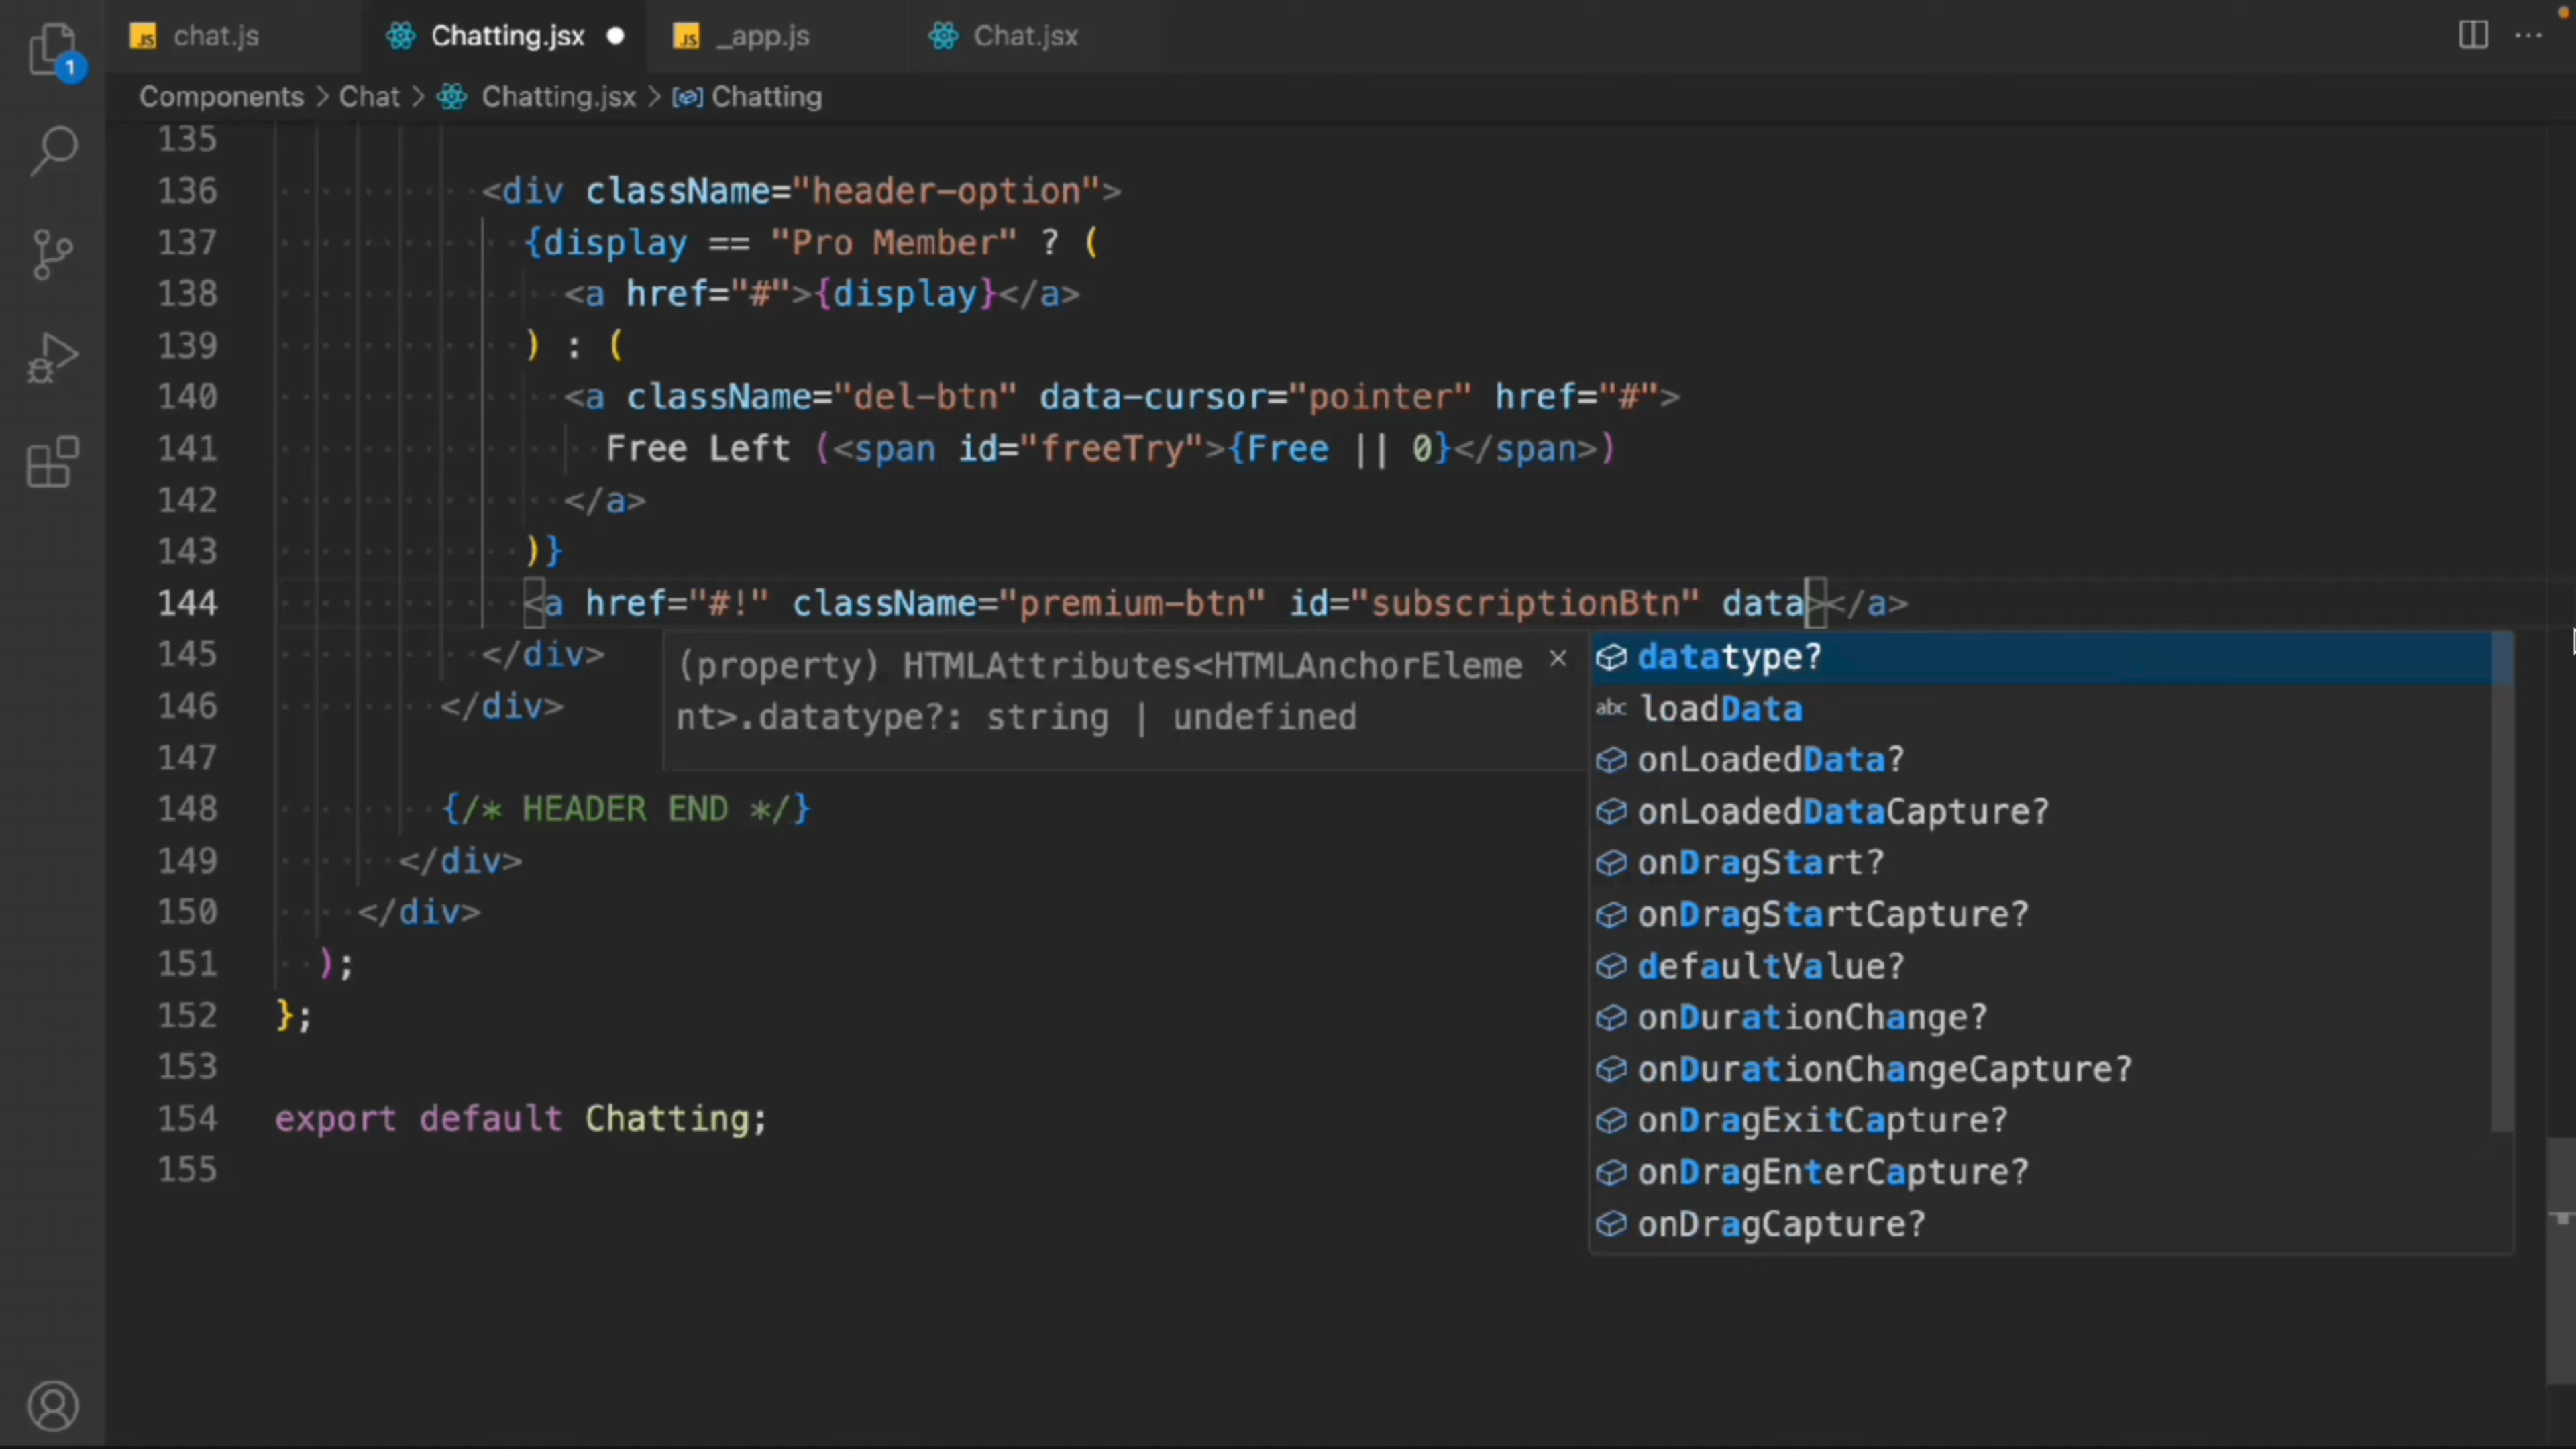 chat.js Chatting.jsx _app.js Chat.jsx
1
Components > Chat > Chatting.jsx > Chatting
135
136 <div className="header-option">
137 {display == "Pro Member" ? (
138 <a href="#">{display}</a>
139 ) : (
140 <a className="del-btn" data-cursor="pointer" href="#">
141 Free Left (<span id="freeTry">{Free || 0}</span>)
142 </a>
143 )}
144 <a href="#!" className="premium-btn" id="subscriptionBtn" data></a>
145 </div>
146 </div>
147
148 {/* HEADER END */}
149 </div>
150 </div>
151 );
152 };
153
154 export default Chatting;
155
(property) HTMLAttributes<HTMLAnchorEleme
nt>.datatype?: string | undefined
datatype?
abc loadData
onLoadedData?
onLoadedDataCapture?
onDragStart?
onDragStartCapture?
defaultValue?
onDurationChange?
onDurationChangeCapture?
onDragExitCapture?
onDragEnterCapture?
onDragCapture?